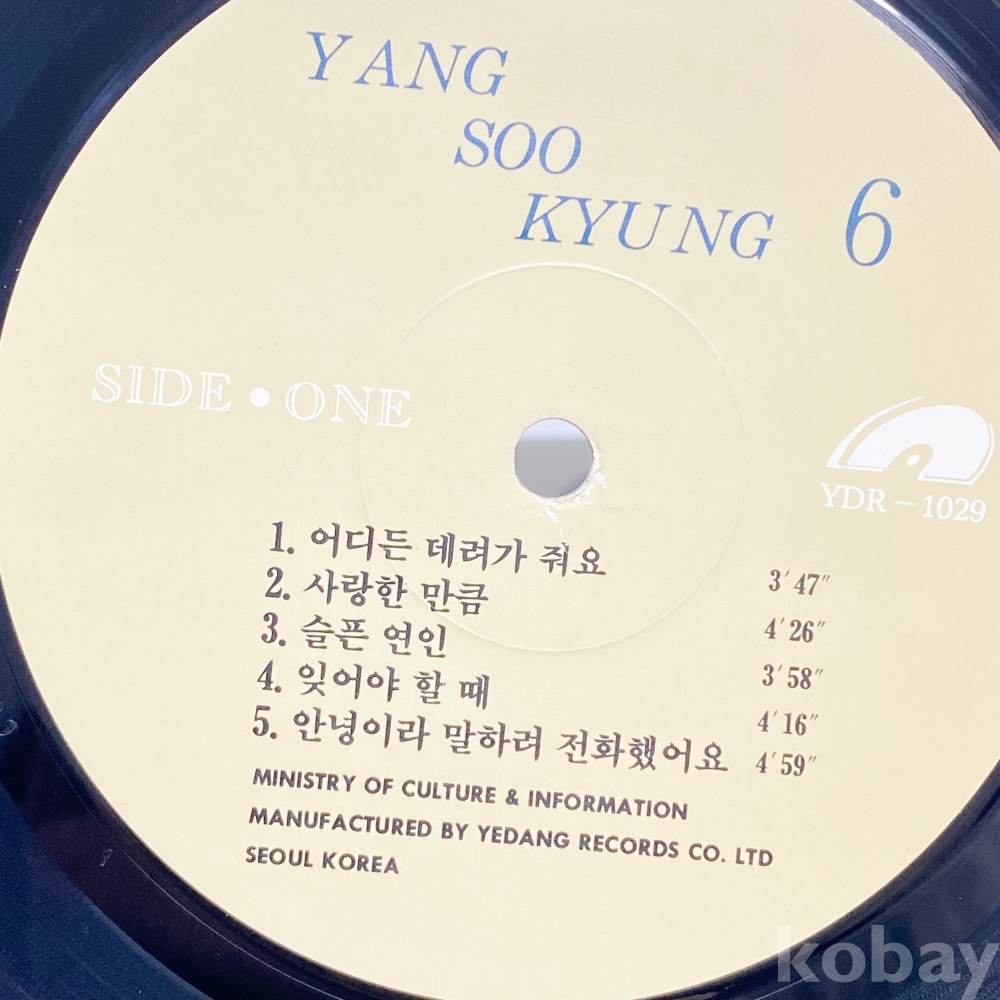 YANG
SOO
KYUNG 6
SIDE • ONE
YDR – 1029
1. 어디든 데려가 줘요 3′47″
2. 사랑한 만큼 4′26″
3. 슬픈 연인 3′58″
4. 잊어야 할 때 4′16″
5. 안녕이라 말하려 전화했어요 4′59″
MINISTRY OF CULTURE & INFORMATION
MANUFACTURED BY YEDANG RECORDS CO. LTD
SEOUL KOREA
kobay